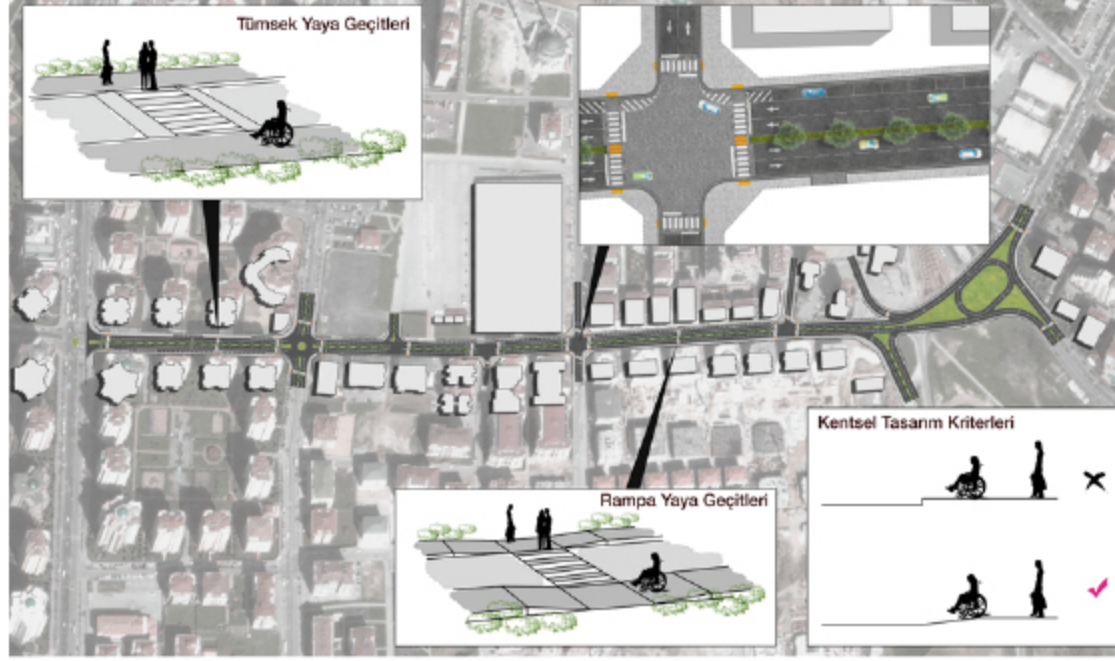 Tümsek Yaya Geçitleri
Kentsel Tasarım Kriterleri
Rampa Yaya Geçitleri